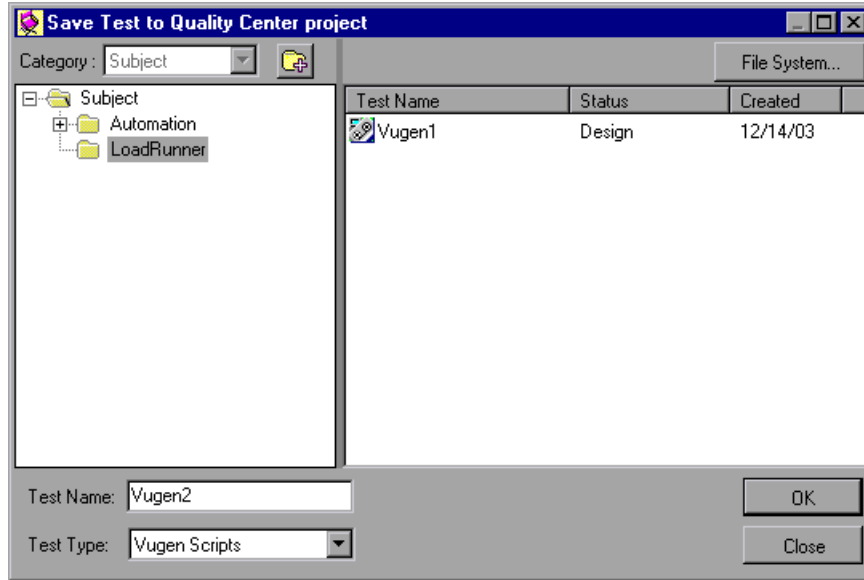 Save Test to Quality Center project
Category : Subject
File System...
Subject
Automation
LoadRunner
Test Name Status Created
Vugen1 Design 12/14/03
Test Name: Vugen2
OK
Test Type: Vugen Scripts
Close